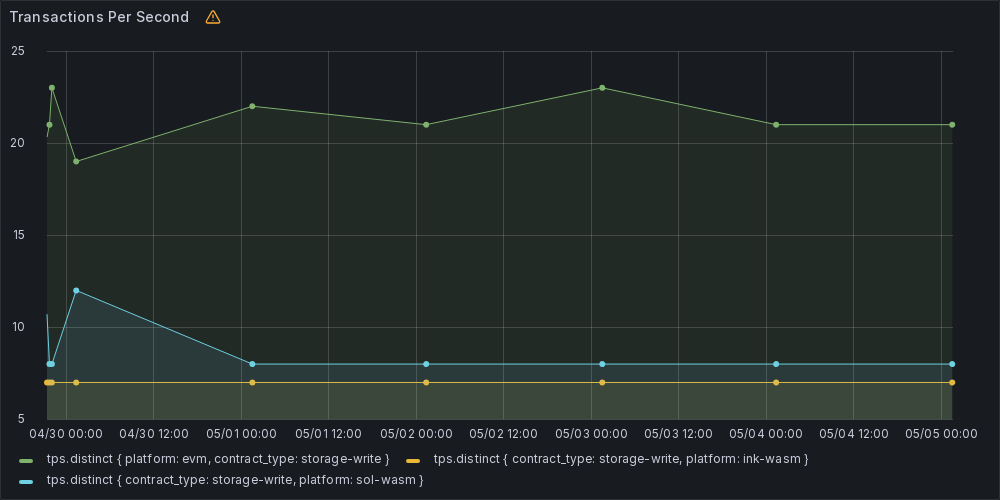 Transactions Per Second
25
20
15
10
5
04/30 00:00 04/30 12:00 05/01 00:00 05/01 12:00 05/02 00:00 05/02 12:00 05/03 00:00 05/03 12:00 05/04 00:00 05/04 12:00 05/05 00:00
tps.distinct { platform: evm, contract_type: storage-write } tps.distinct { contract_type: storage-write, platform: ink-wasm }
tps.distinct { contract_type: storage-write, platform: sol-wasm }